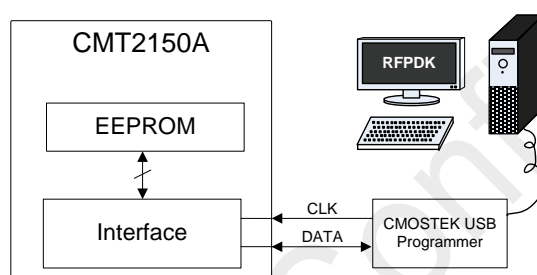 CMT2150A
RFPDK
EEPROM
CLK
Interface
DATA
CMOSTEK USB
Programmer